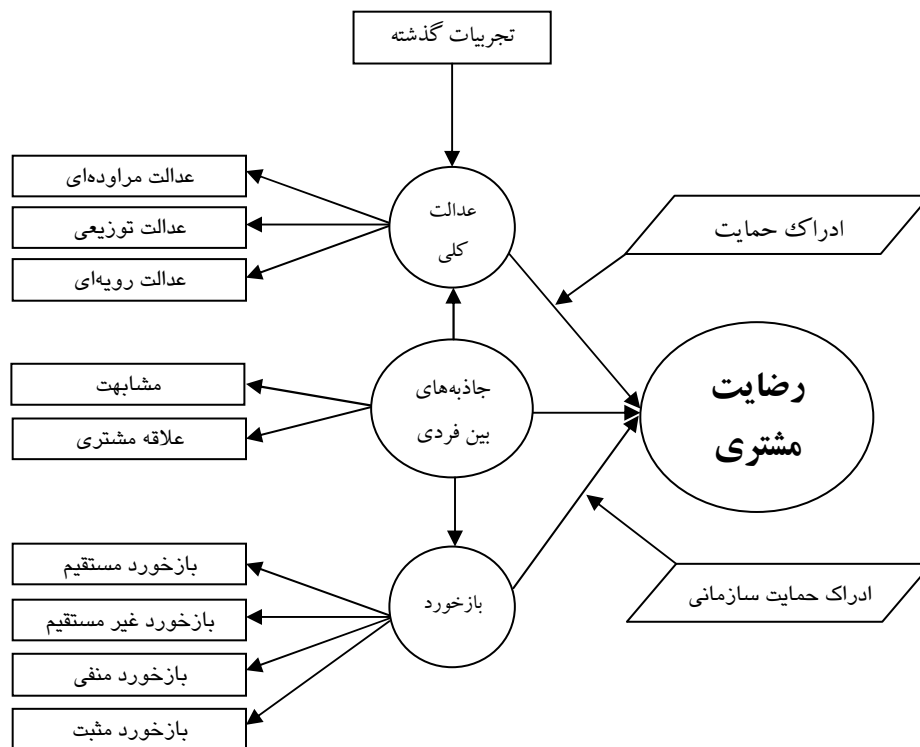 تجربیات گذشته
عدالت مراوده‌ای
عدالت توزیعی
عدالت رویه‌ای
عدالت
کلی
ادراک حمایت
مشابهت
علاقه مشتری
جاذبه‌های
بین فردی
رضایت
مشتری
بازخورد مستقیم
بازخورد غیر مستقیم
بازخورد منفی
بازخورد مثبت
بازخورد
ادراک حمایت سازمانی